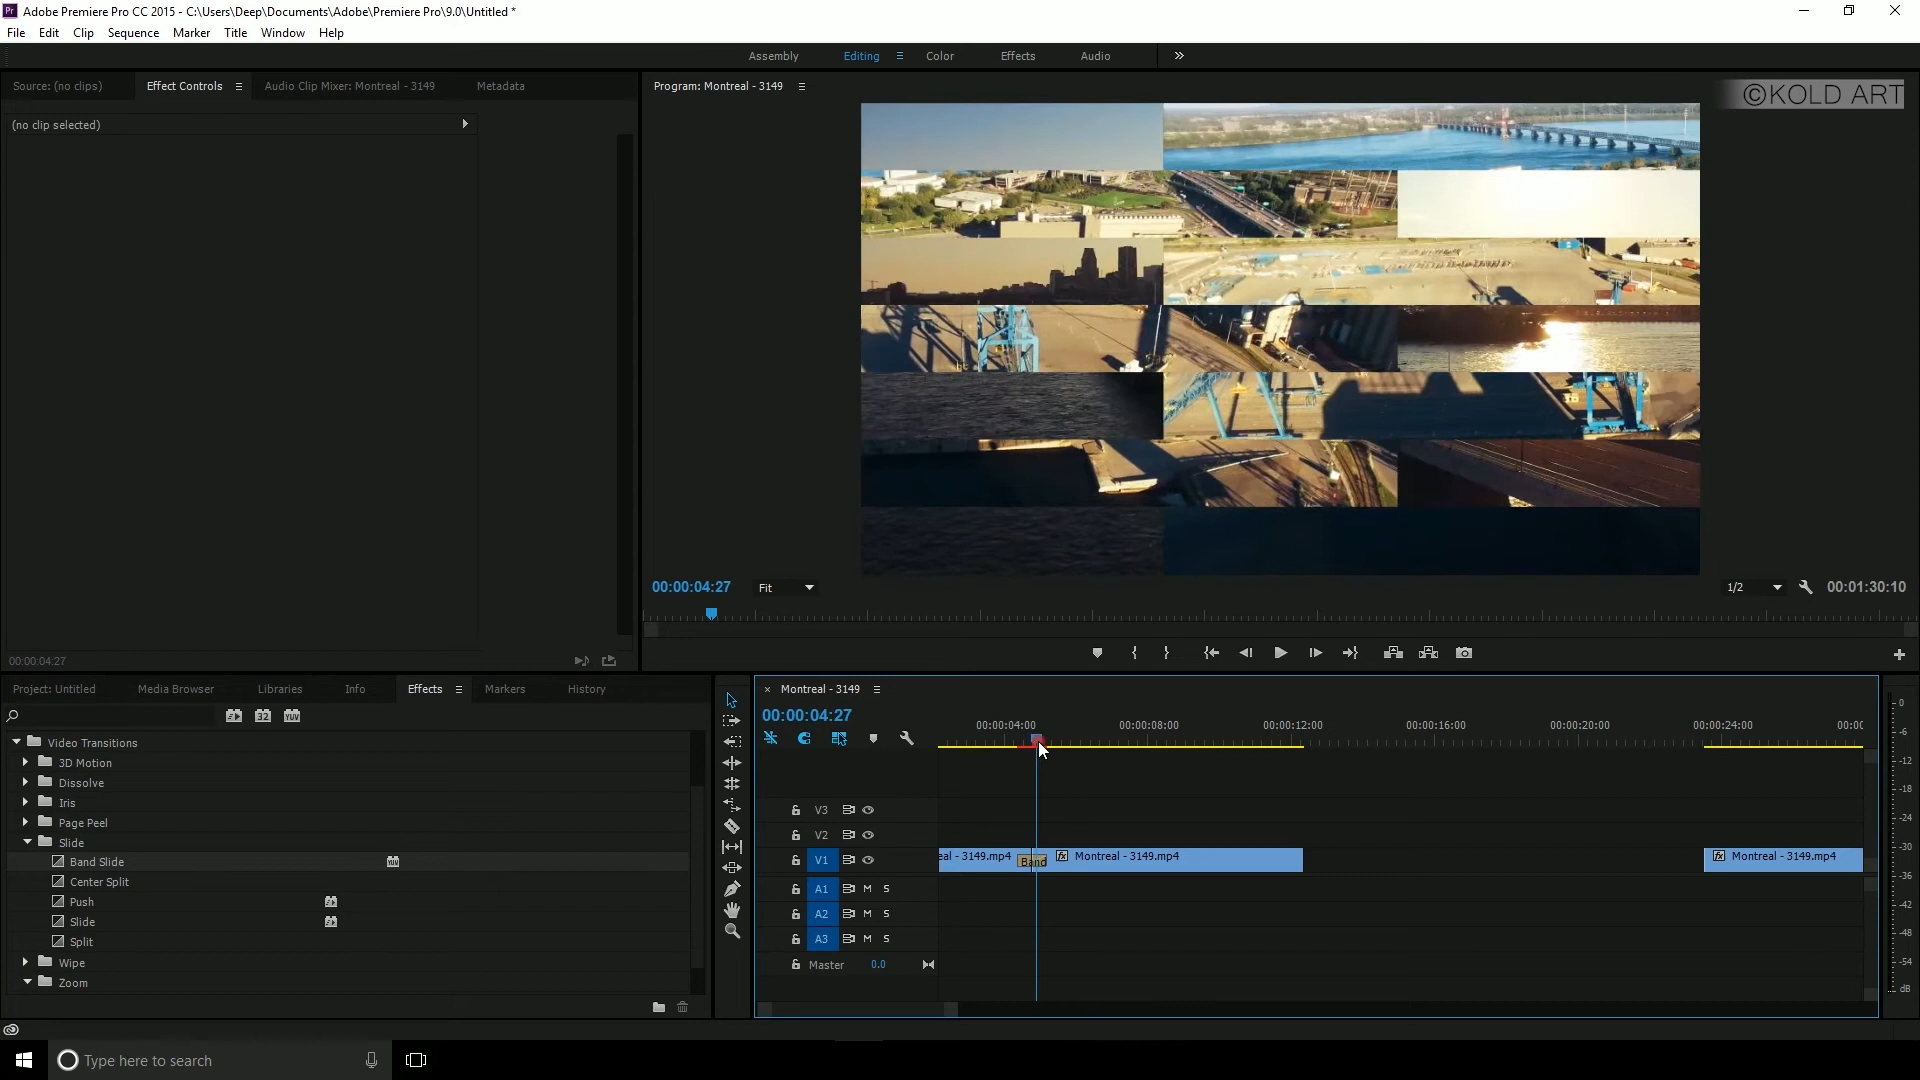 Pr Adobe Premiere Pro CC 2015 - C:\Users\Deep\Documents\Adobe\Premiere Pro\9.0\Untitled *
File Edit Clip Sequence Marker Title Window Help
Assembly Editing Color Effects Audio
Source: (no clips) Effect Controls Audio Clip Mixer: Montreal - 3149 Metadata
Program: Montreal - 3149
©KOLD ART
(no clip selected)
00:00:04:27 Fit 1/2 00:01:30:10
00:00:04:27
Project: Untitled Media Browser Libraries Info Effects Markers History
32 YUV
Video Transitions
3D Motion
Dissolve
Iris
Page Peel
Slide
Band Slide
Center Split
Push
Slide
Split
Wipe
Zoom
× Montreal - 3149
00:00:04:27
00:00:04:00 00:00:08:00 00:00:12:00 00:00:16:00 00:00:20:00 00:00:24:00 00:00
V3
V2
V1 eal - 3149.mp4 Band fx Montreal - 3149.mp4 fx Montreal - 3149.mp4
A1 M S
A2 M S
A3 M S
Master 0.0
0
-6
-12
-18
-24
-30
-36
-42
-48
-54
dB
Type here to search